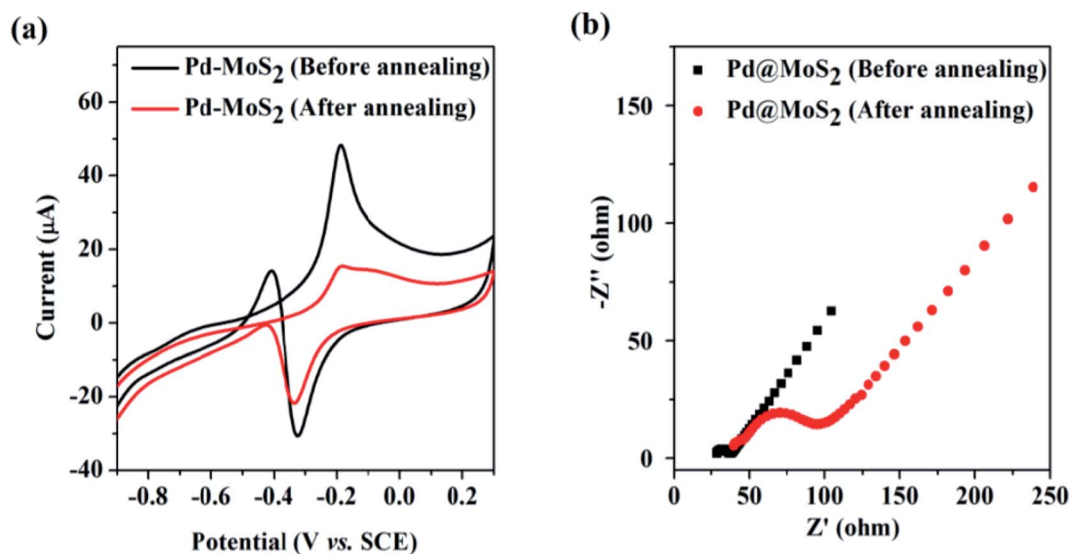 (a)
Pd-MoS2 (Before annealing)
Pd-MoS2 (After annealing)
60
40
20
0
-20
-40
Current (µA)
-0.8
-0.6
-0.4
-0.2
0.0
0.2
Potential (V vs. SCE)
(b)
Pd@MoS2 (Before annealing)
Pd@MoS2 (After annealing)
150
100
50
0
-Z'' (ohm)
0
50
100
150
200
250
Z' (ohm)